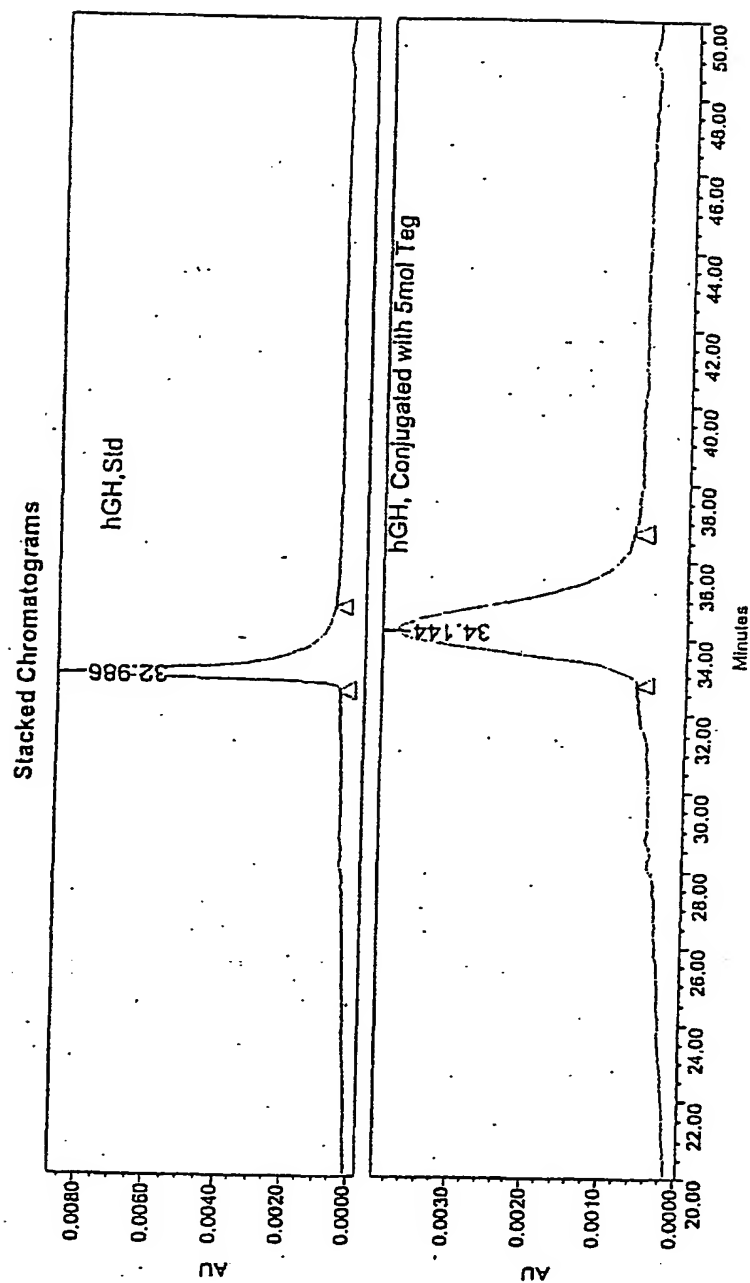 Stacked Chromatograms
hGH,Std
32.986
AU
0.0080
0.0060
0.0040
0.0020
0.0000
hGH, Conjugated with 5mol Teg
34.144
AU
0.0030
0.0020
0.0010
0.0000
20.00 22.00 24.00 26.00 28.00 30.00 32.00 34.00 36.00 38.00 40.00 42.00 44.00 46.00 48.00 50.00
Minutes